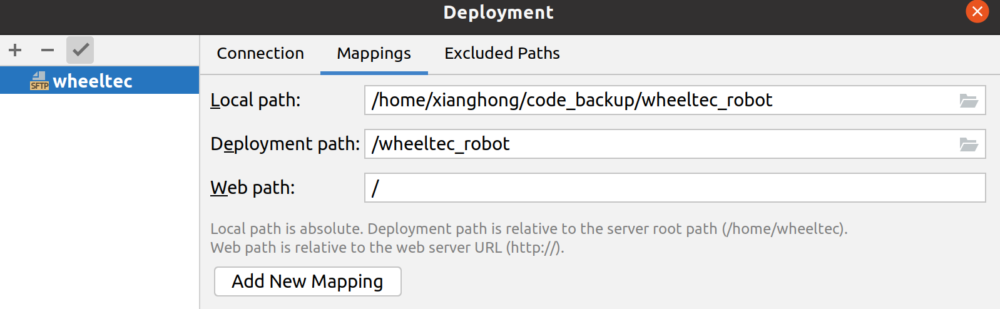 Deployment
SFTP wheeltec
Connection Mappings Excluded Paths
Local path: /home/xianghong/code_backup/wheeltec_robot
Deployment path: /wheeltec_robot
Web path: /
Local path is absolute. Deployment path is relative to the server root path (/home/wheeltec).
Web path is relative to the web server URL (http://).
Add New Mapping